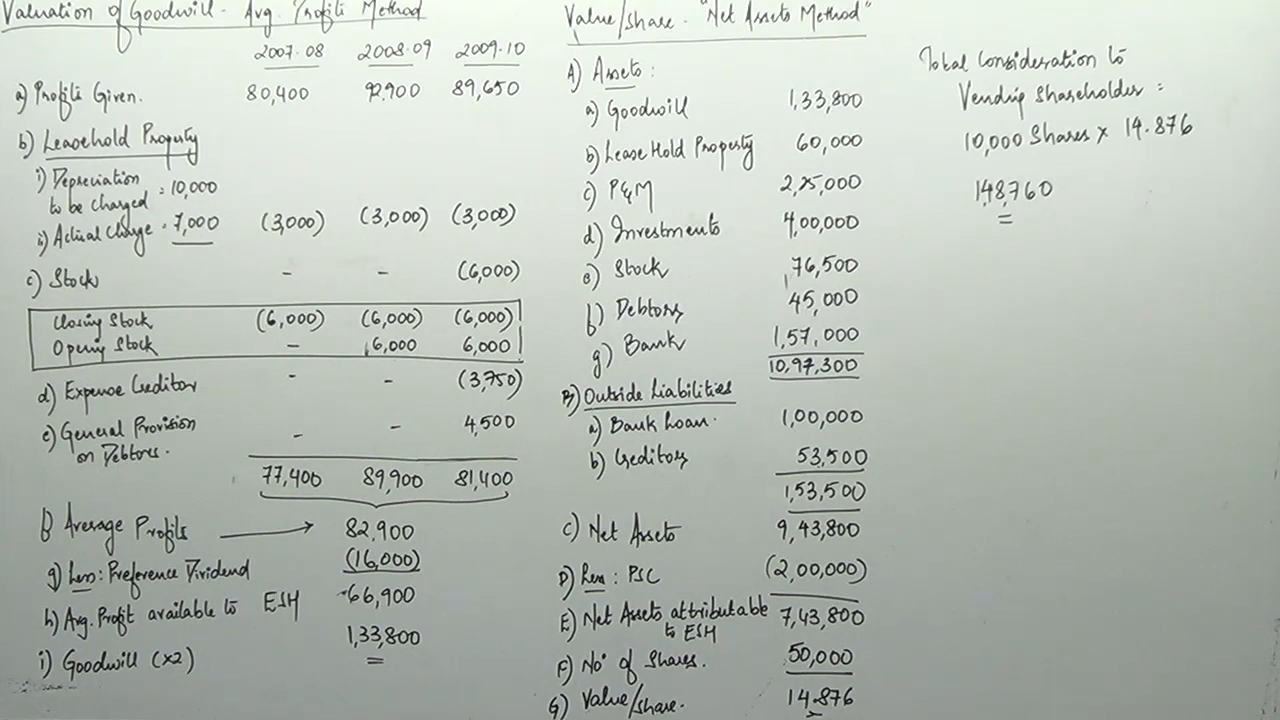 Valuation of Goodwill - Avg. Profits Method
2007-08 2008-09 2009-10
a) Profits Given. 80,400 92,900 89,650
b) Leasehold Property
i) Depreciation
to be charged = 10,000
ii) Actual Charge = 7,000 (3,000) (3,000) (3,000)
c) Stock - - (6,000)
Closing Stock (6,000) (6,000) (6,000)
Opening Stock - 6,000 6,000
d) Expense Creditor - - (3,750)
e) General Provision - - 4,500
on Debtors.
77,400 89,900 81,400
f) Average Profits → 82,900
g) Less: Preference Dividend (16,000)
h) Avg. Profit available to ESH 66,900
i) Goodwill (×2) 1,33,800
Value/share - "Net Assets Method"
A) Assets:
a) Goodwill 1,33,800
b) Lease Hold Property 60,000
c) P&M 2,25,000
d) Investments 4,00,000
e) Stock 76,500
f) Debtors 45,000
g) Bank 1,57,000
10,97,300
B) Outside Liabilities
a) Bank Loan. 1,00,000
b) Creditors 53,500
1,53,500
C) Net Assets 9,43,800
D) Less: PSC (2,00,000)
E) Net Assets attributable 7,43,800
to ESH
F) No. of Shares. 50,000
G) Value/share. 14.876
Total Consideration to
Vending Shareholder =
10,000 Shares × 14.876
148,760